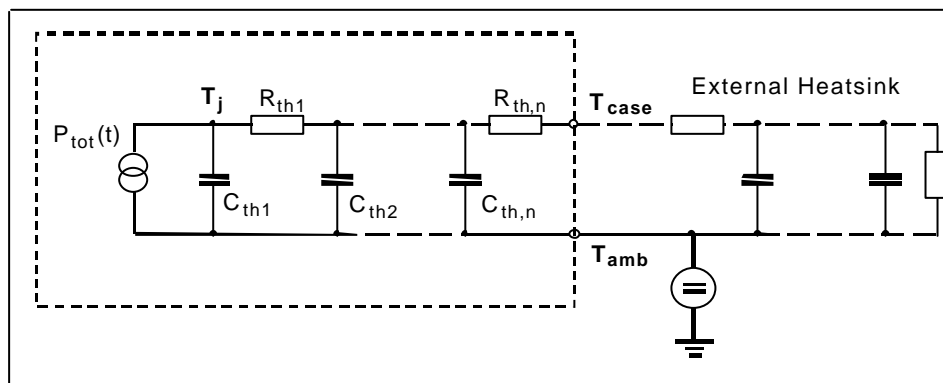 External Heatsink
T_j
R_th1
R_th,n
T_case
P_tot(t)
C_th1
C_th2
C_th,n
T_amb